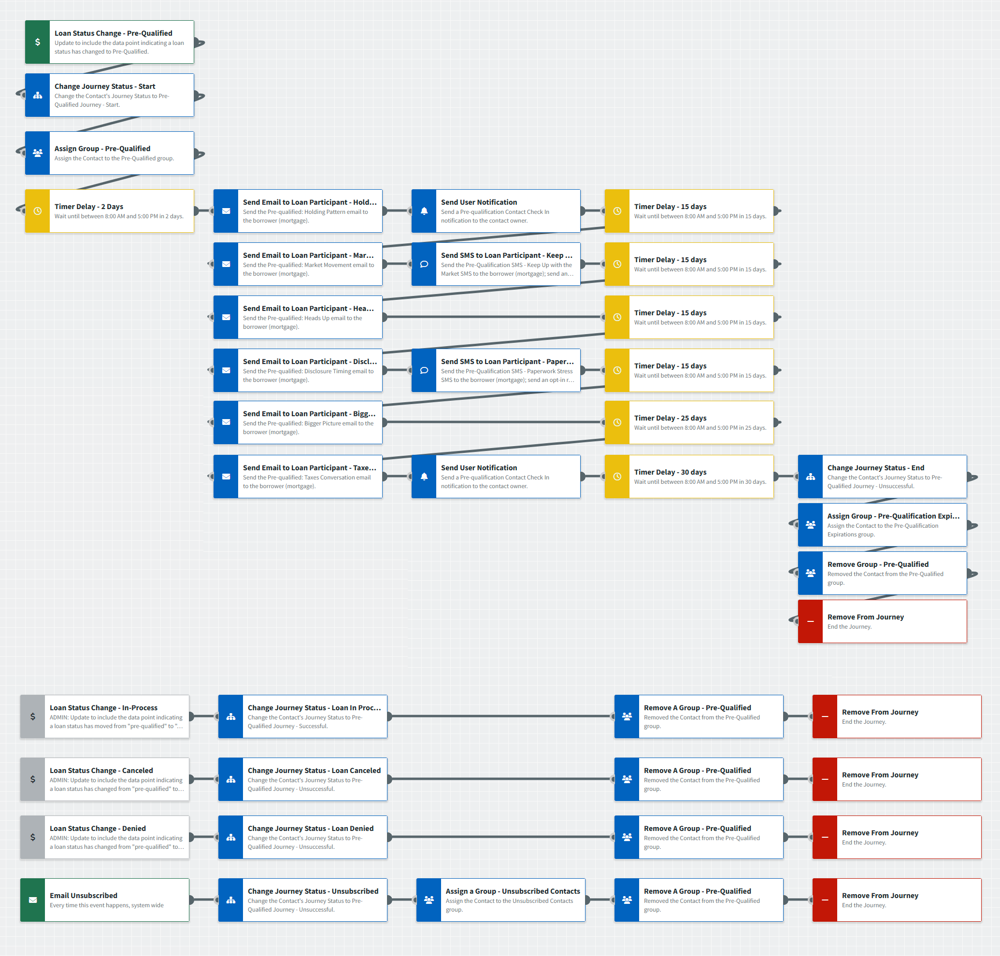 Loan Status Change - Pre-Qualified
Update to include the data point indicating a loan
status has changed to Pre-Qualified.
Change Journey Status - Start
Change the Contact's Journey Status to Pre-
Qualified Journey - Start.
Assign Group - Pre-Qualified
Assign the Contact to the Pre-Qualified group.
Timer Delay - 2 Days
Wait until between 8:00 AM and 5:00 PM in 2 days.
Send Email to Loan Participant - Hold...
Send the Pre-qualified: Holding Pattern email to
the borrower (mortgage).
Send User Notification
Send a Pre-qualification Contact Check In
notification to the contact owner.
Timer Delay - 15 days
Wait until between 8:00 AM and 5:00 PM in 15 days.
Send Email to Loan Participant - Mar...
Send the Pre-qualified: Market Movement email to
the borrower (mortgage).
Send SMS to Loan Participant - Keep ...
Send the Pre-Qualification SMS - Keep Up with the
Market SMS to the borrower (mortgage); send an...
Timer Delay - 15 days
Wait until between 8:00 AM and 5:00 PM in 15 days.
Send Email to Loan Participant - Hea...
Send the Pre-qualified: Heads Up email to the
borrower (mortgage).
Timer Delay - 15 days
Wait until between 8:00 AM and 5:00 PM in 15 days.
Send Email to Loan Participant - Discl...
Send the Pre-qualified: Disclosure Timing email to
the borrower (mortgage).
Send SMS to Loan Participant - Paper...
Send the Pre-Qualification SMS - Paperwork Stress
SMS to the borrower (mortgage); send an opt-in r...
Timer Delay - 15 days
Wait until between 8:00 AM and 5:00 PM in 15 days.
Send Email to Loan Participant - Bigg...
Send the Pre-qualified: Bigger Picture email to the
borrower (mortgage).
Timer Delay - 25 days
Wait until between 8:00 AM and 5:00 PM in 25 days.
Send Email to Loan Participant - Taxe...
Send the Pre-qualified: Taxes Conversation email
to the borrower (mortgage).
Send User Notification
Send a Pre-qualification Contact Check In
notification to the contact owner.
Timer Delay - 30 days
Wait until between 8:00 AM and 5:00 PM in 30 days.
Change Journey Status - End
Change the Contact's Journey Status to Pre-
Qualified Journey - Unsuccessful.
Assign Group - Pre-Qualification Expi...
Assign the Contact to the Pre-Qualification
Expirations group.
Remove Group - Pre-Qualified
Removed the Contact from the Pre-Qualified
group.
Remove From Journey
End the Journey.
Loan Status Change - In-Process
ADMIN: Update to include the data point indicating
a loan status has moved from "pre-qualified" to "...
Change Journey Status - Loan In Proc...
Change the Contact's Journey Status to Pre-
Qualified Journey - Successful.
Remove A Group - Pre-Qualified
Removed the Contact from the Pre-Qualified
group.
Remove From Journey
End the Journey.
Loan Status Change - Canceled
ADMIN: Update to include the data point indicating
a loan status has changed from "pre-qualified" to...
Change Journey Status - Loan Canceled
Change the Contact's Journey Status to Pre-
Qualified Journey - Unsuccessful.
Remove A Group - Pre-Qualified
Removed the Contact from the Pre-Qualified
group.
Remove From Journey
End the Journey.
Loan Status Change - Denied
ADMIN: Update to include the data point indicating
a loan status has changed from "pre-qualified" to...
Change Journey Status - Loan Denied
Change the Contact's Journey Status to Pre-
Qualified Journey - Unsuccessful.
Remove A Group - Pre-Qualified
Removed the Contact from the Pre-Qualified
group.
Remove From Journey
End the Journey.
Email Unsubscribed
Every time this event happens, system wide
Change Journey Status - Unsubscribed
Change the Contact's Journey Status to Pre-
Qualified Journey - Unsuccessful.
Assign a Group - Unsubscribed Contacts
Assign the Contact to the Unsubscribed Contacts
group.
Remove A Group - Pre-Qualified
Removed the Contact from the Pre-Qualified
group.
Remove From Journey
End the Journey.